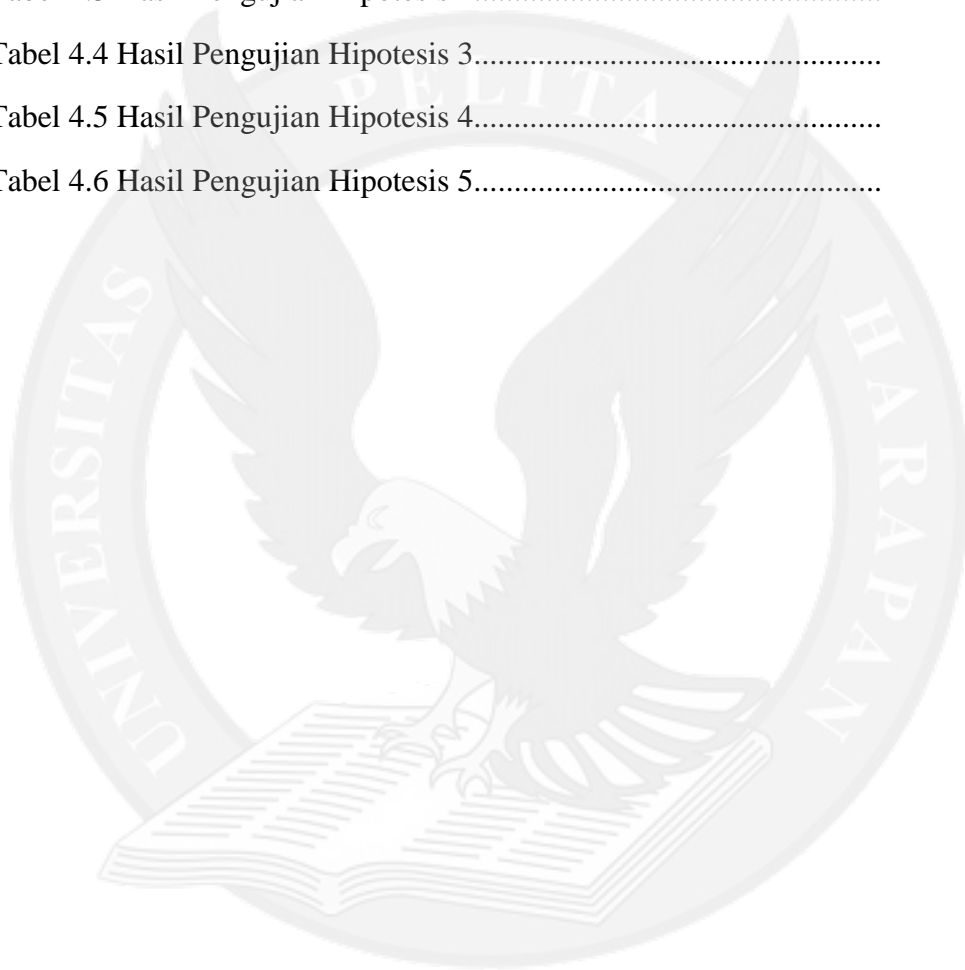 Tabel 4.4 Hasil Pengujian Hipotesis 3.................................................
Tabel 4.5 Hasil Pengujian Hipotesis 4.................................................
Tabel 4.6 Hasil Pengujian Hipotesis 5.................................................
UNIVERSITAS PELITA HARAPAN